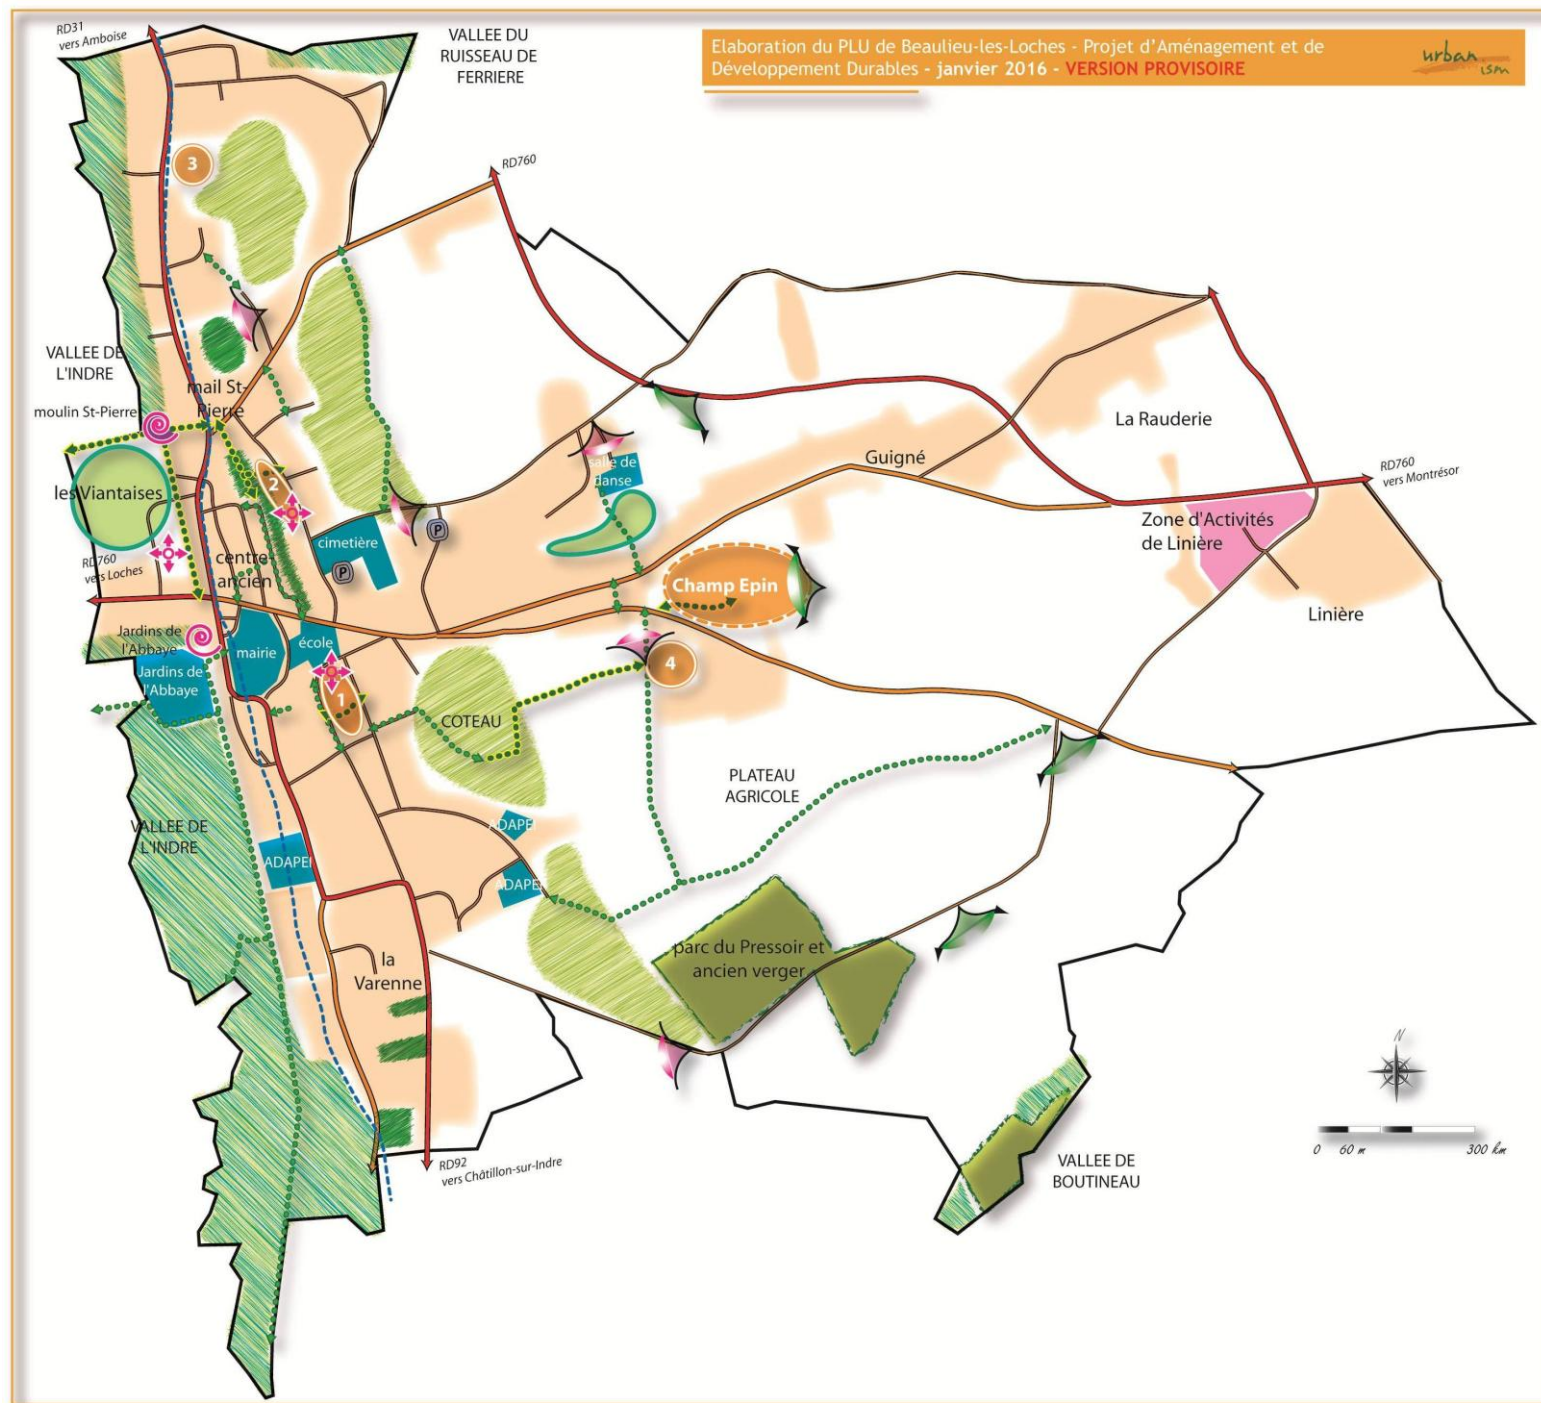 Elaboration du PLU de Beaulieu-les-Loches - Projet d'Aménagement et de
Développement Durables - janvier 2016 - VERSION PROVISOIRE
urban
ism
RD31
vers Amboise
VALLEE DU
RUISSEAU DE
FERRIERE
3
RD760
VALLEE DE
L'INDRE
mail St-
Pierre
moulin St-Pierre
La Rauderie
Guigné
salle de
danse
RD760
vers Montrésor
2
les Viantaises
P
Zone d'Activités
de Linière
cimetière
centre-
ancien
RD760
vers Loches
P
Champ Epin
Linière
Jardins de
l'Abbaye
mairie
école
Jardins de
l'Abbaye
4
1
COTEAU
PLATEAU
AGRICOLE
VALLEE DE
L'INDRE
ADAPEI
ADAPEI
ADAPEI
parc du Pressoir et
ancien verger
la
Varenne
N
0 60 m 300 km
RD92
vers Châtillon-sur-Indre
VALLEE DE
BOUTINEAU